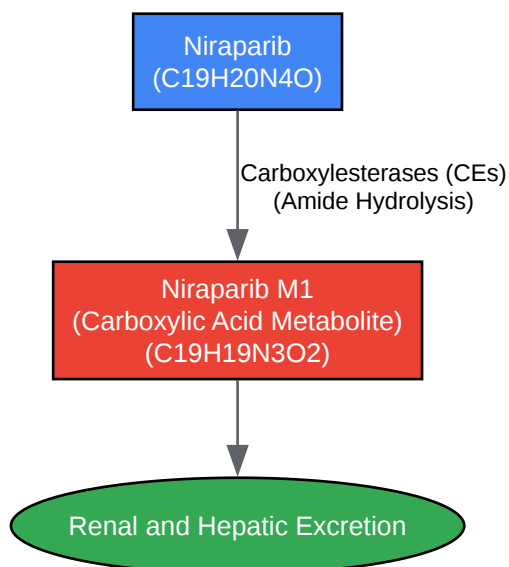 Niraparib
(C19H20N4O)
Carboxylesterases (CEs)
(Amide Hydrolysis)
Niraparib M1
(Carboxylic Acid Metabolite)
(C19H19N3O2)
Renal and Hepatic Excretion